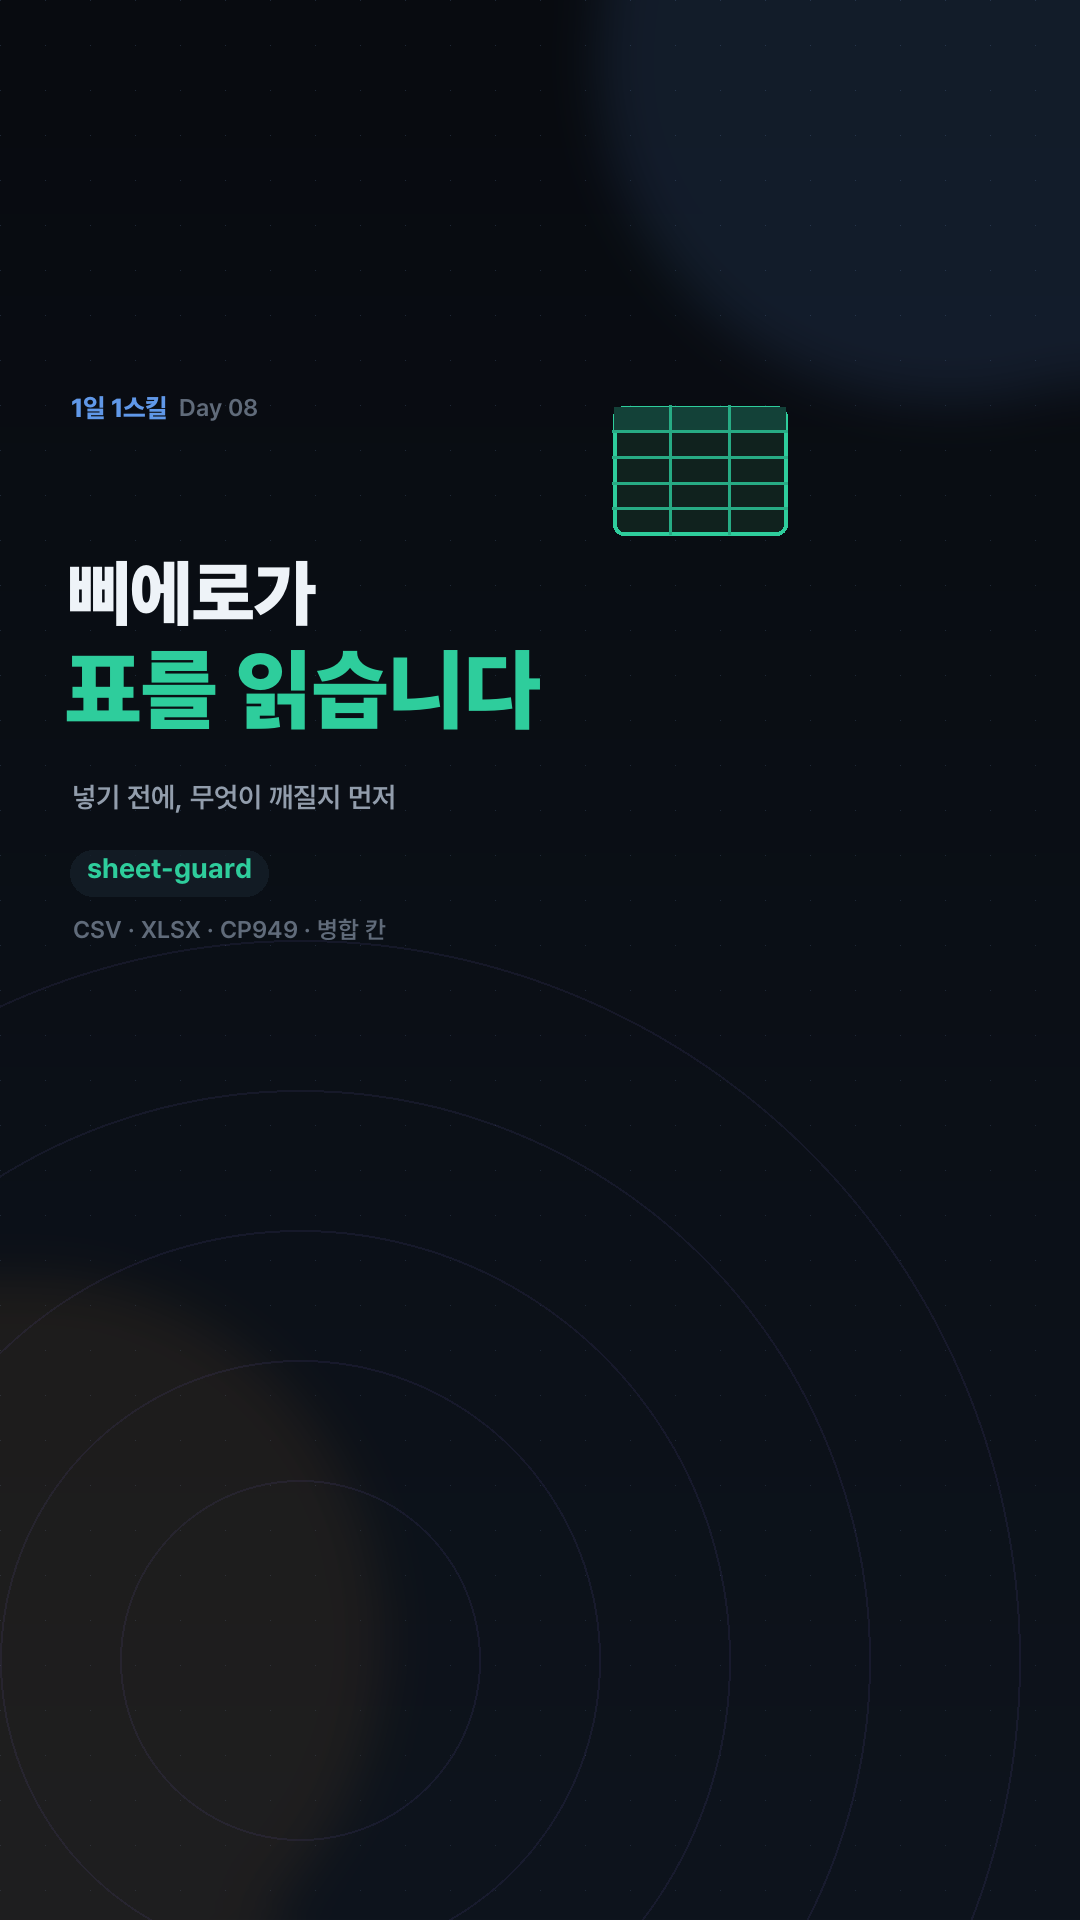 1일 1스킬 Day 08
삐에로가
표를 읽습니다
넣기 전에, 무엇이 깨질지 먼저
sheet-guard
CSV · XLSX · CP949 · 병합 칸